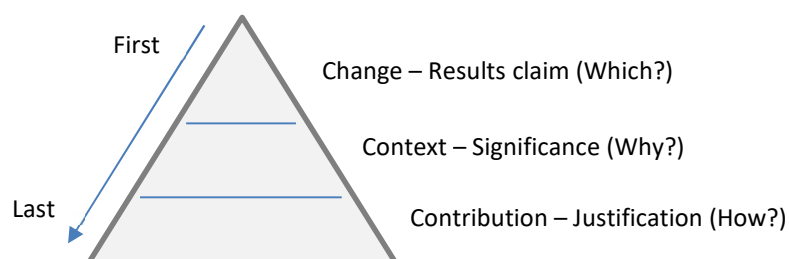 First
Change – Results claim (Which?)
Context – Significance (Why?)
Last
Contribution – Justification (How?)